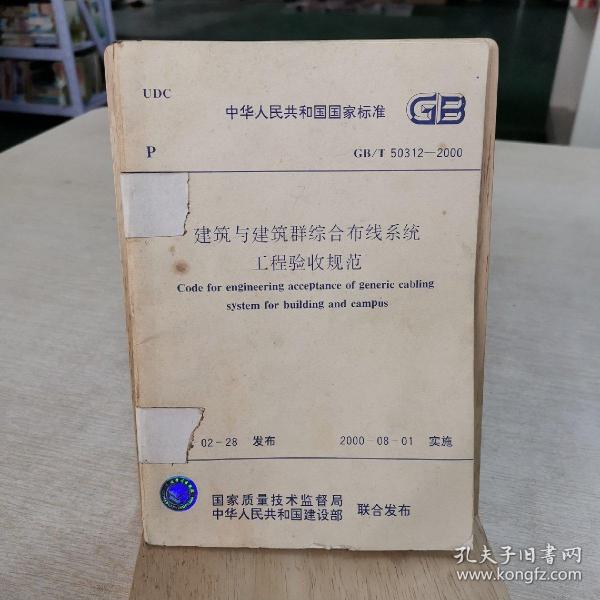 UDC
中华人民共和国国家标准 GB
P
GB/T 50312—2000
建筑与建筑群综合布线系统
工程验收规范
Code for engineering acceptance of generic cabling
system for building and campus
02-28 发布 2000-08-01 实施
国家质量技术监督局
中华人民共和国建设部
联合发布
孔夫子旧书网
www.kongfz.com